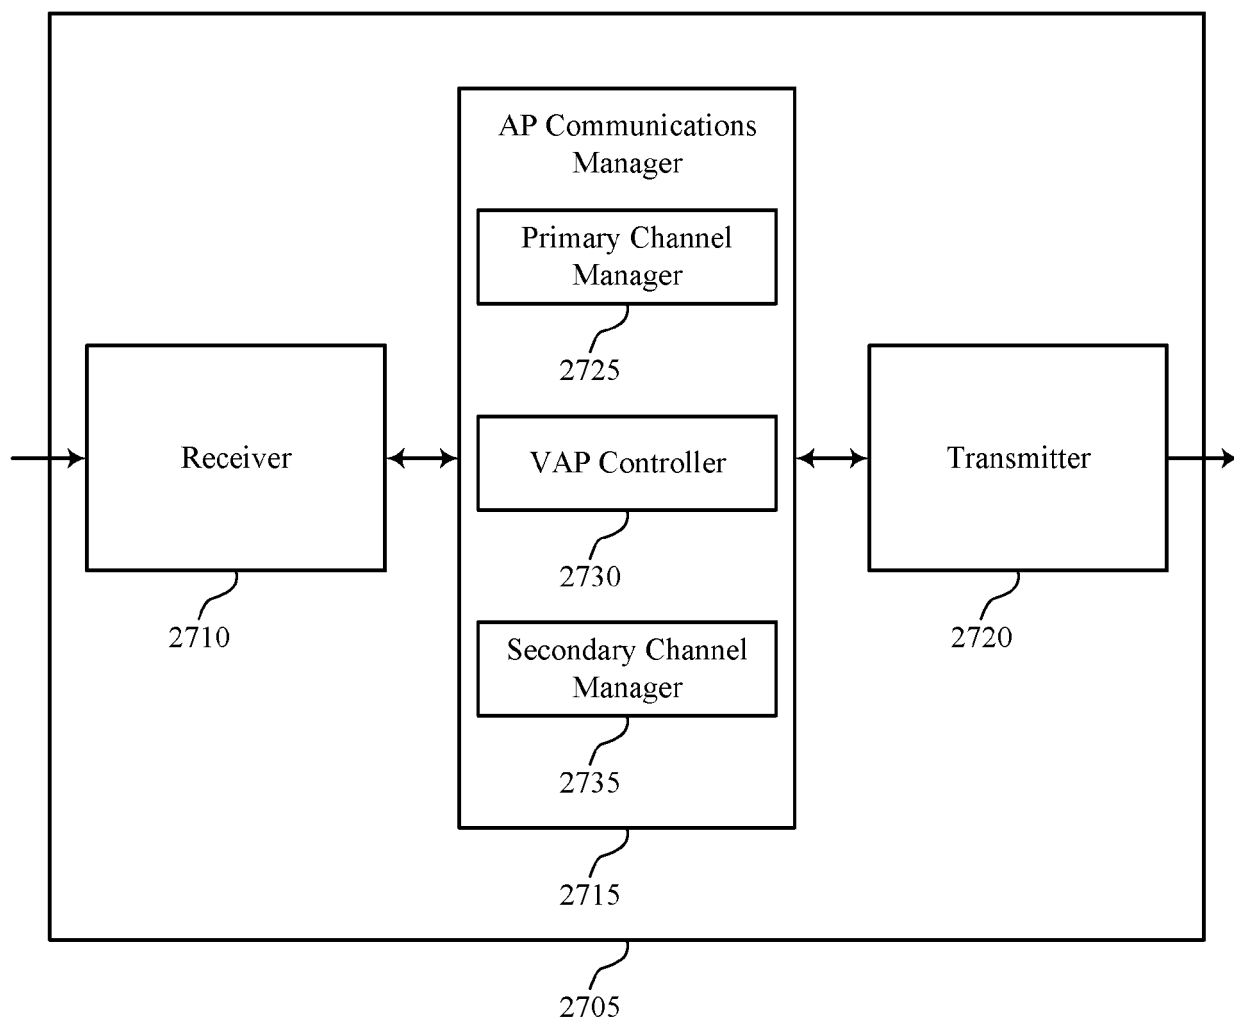 AP Communications
Manager
Primary Channel
Manager
2725
Receiver
VAP Controller
Transmitter
2730
2710
2720
Secondary Channel
Manager
2735
2715
2705